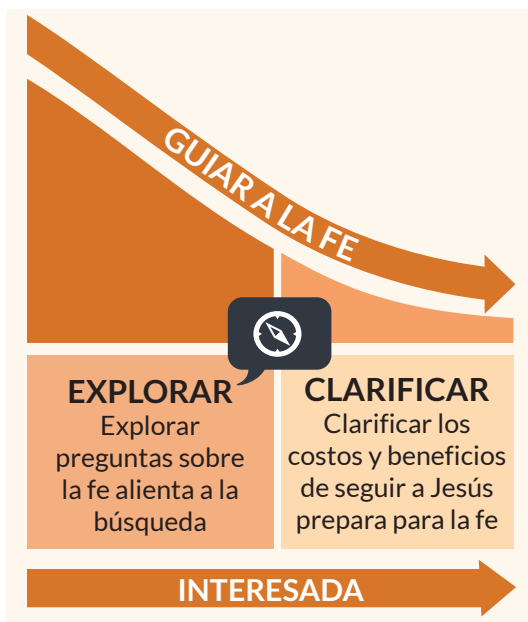 GUIAR A LA FE
EXPLORAR
Explorar
preguntas sobre
la fe alienta a la
búsqueda
CLARIFICAR
Clarificar los
costos y beneficios
de seguir a Jesús
prepara para la fe
INTERESADA